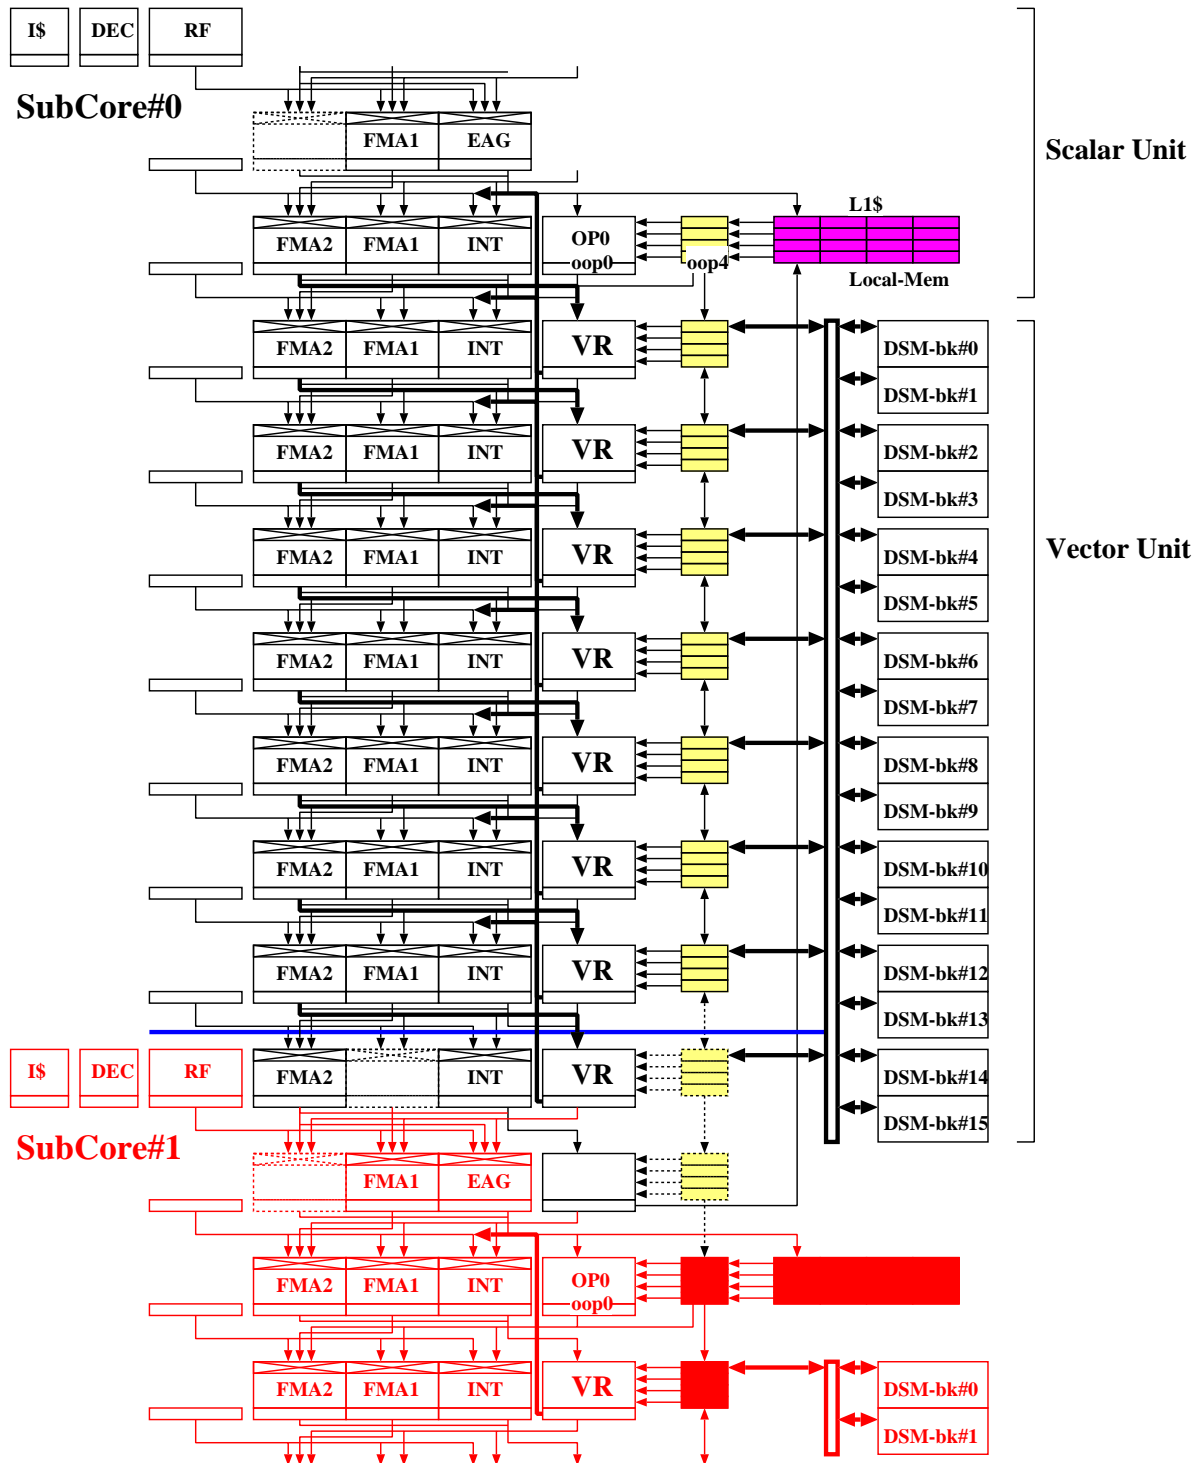 I$ DEC RF
SubCore#0
FMA1 EAG
Scalar Unit
L1$
FMA2 FMA1 INT OP0
oop0 oop4
Local-Mem
FMA2 FMA1 INT VR DSM-bk#0
DSM-bk#1
FMA2 FMA1 INT VR DSM-bk#2
DSM-bk#3
FMA2 FMA1 INT VR DSM-bk#4
Vector Unit
DSM-bk#5
FMA2 FMA1 INT VR DSM-bk#6
DSM-bk#7
FMA2 FMA1 INT VR DSM-bk#8
DSM-bk#9
FMA2 FMA1 INT VR DSM-bk#10
DSM-bk#11
FMA2 FMA1 INT VR DSM-bk#12
DSM-bk#13
I$ DEC RF FMA2 INT VR DSM-bk#14
DSM-bk#15
SubCore#1
FMA1 EAG
FMA2 FMA1 INT OP0
oop0
FMA2 FMA1 INT VR DSM-bk#0
DSM-bk#1